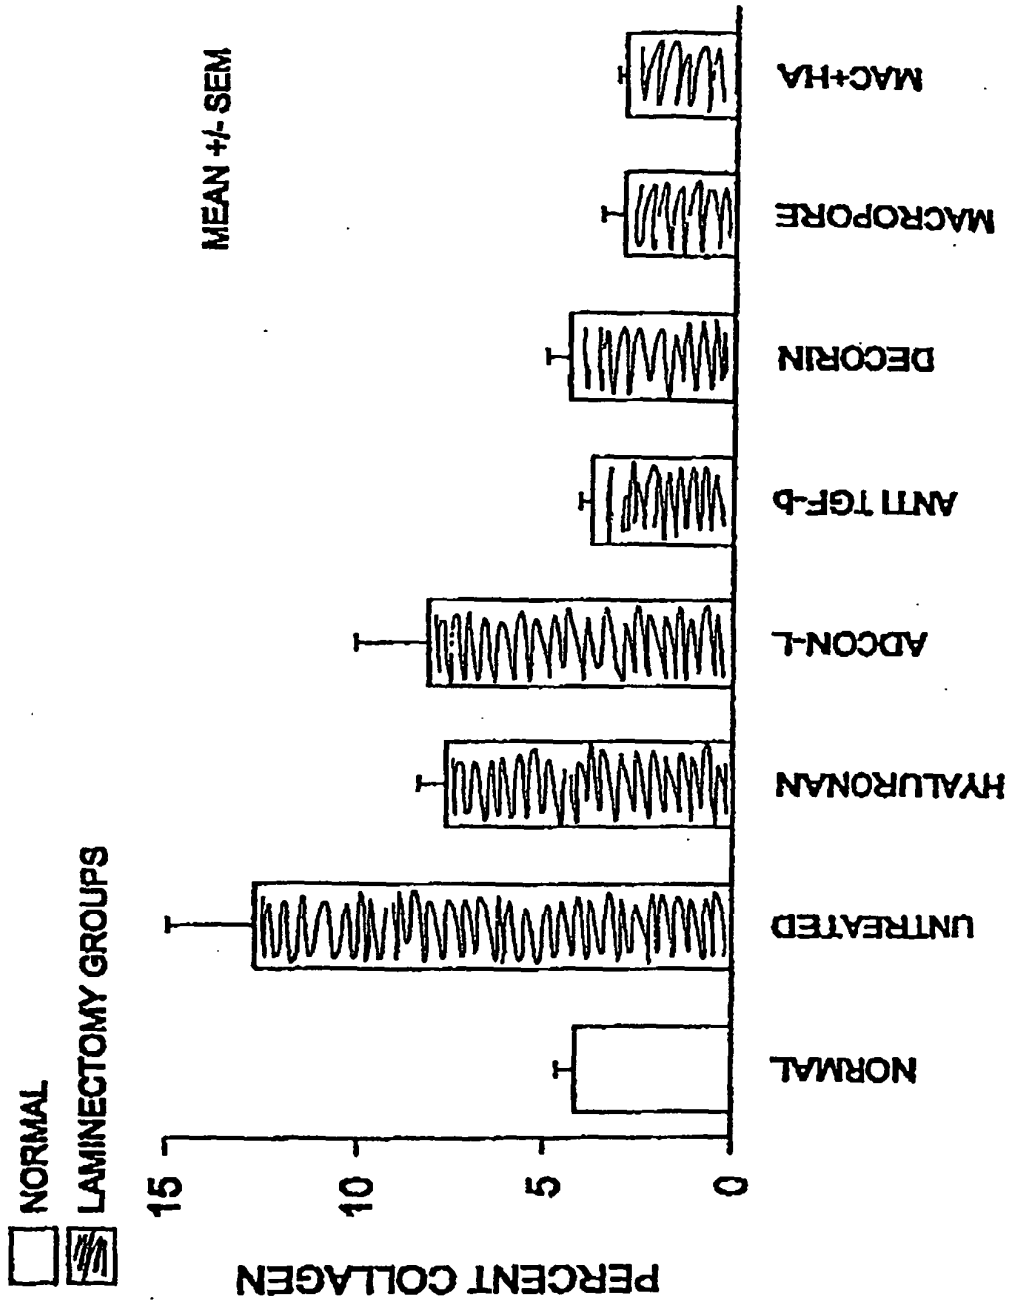 NORMAL
LAMINECTOMY GROUPS
MEAN +/- SEM
PERCENT COLLAGEN
15
10
5
0
NORMAL
UNTREATED
HYALURONAN
ADCON-L
ANTI TGF-b
DECORIN
MACROPORE
MAC+HA